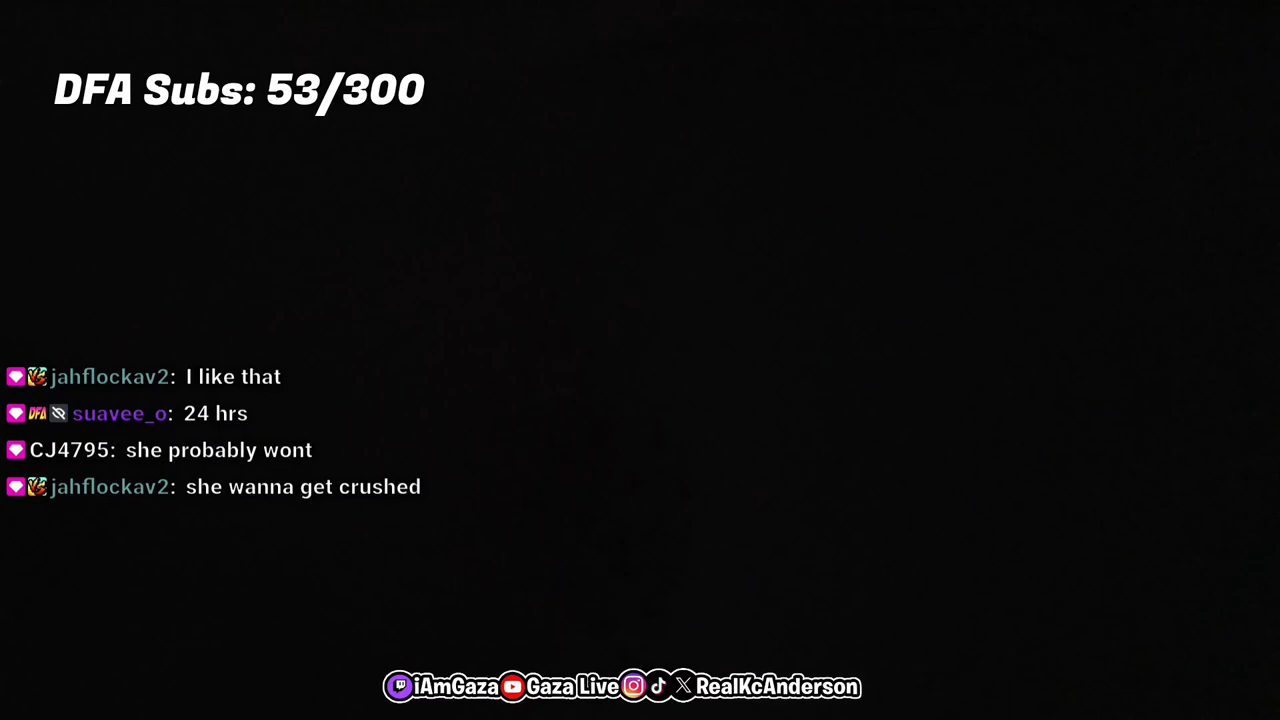 DFA Subs: 53/300
jahflockav2: I like that
DFA suavee_o: 24 hrs
CJ4795: she probably wont
jahflockav2: she wanna get crushed
iAmGaza Gaza Live RealKcAnderson